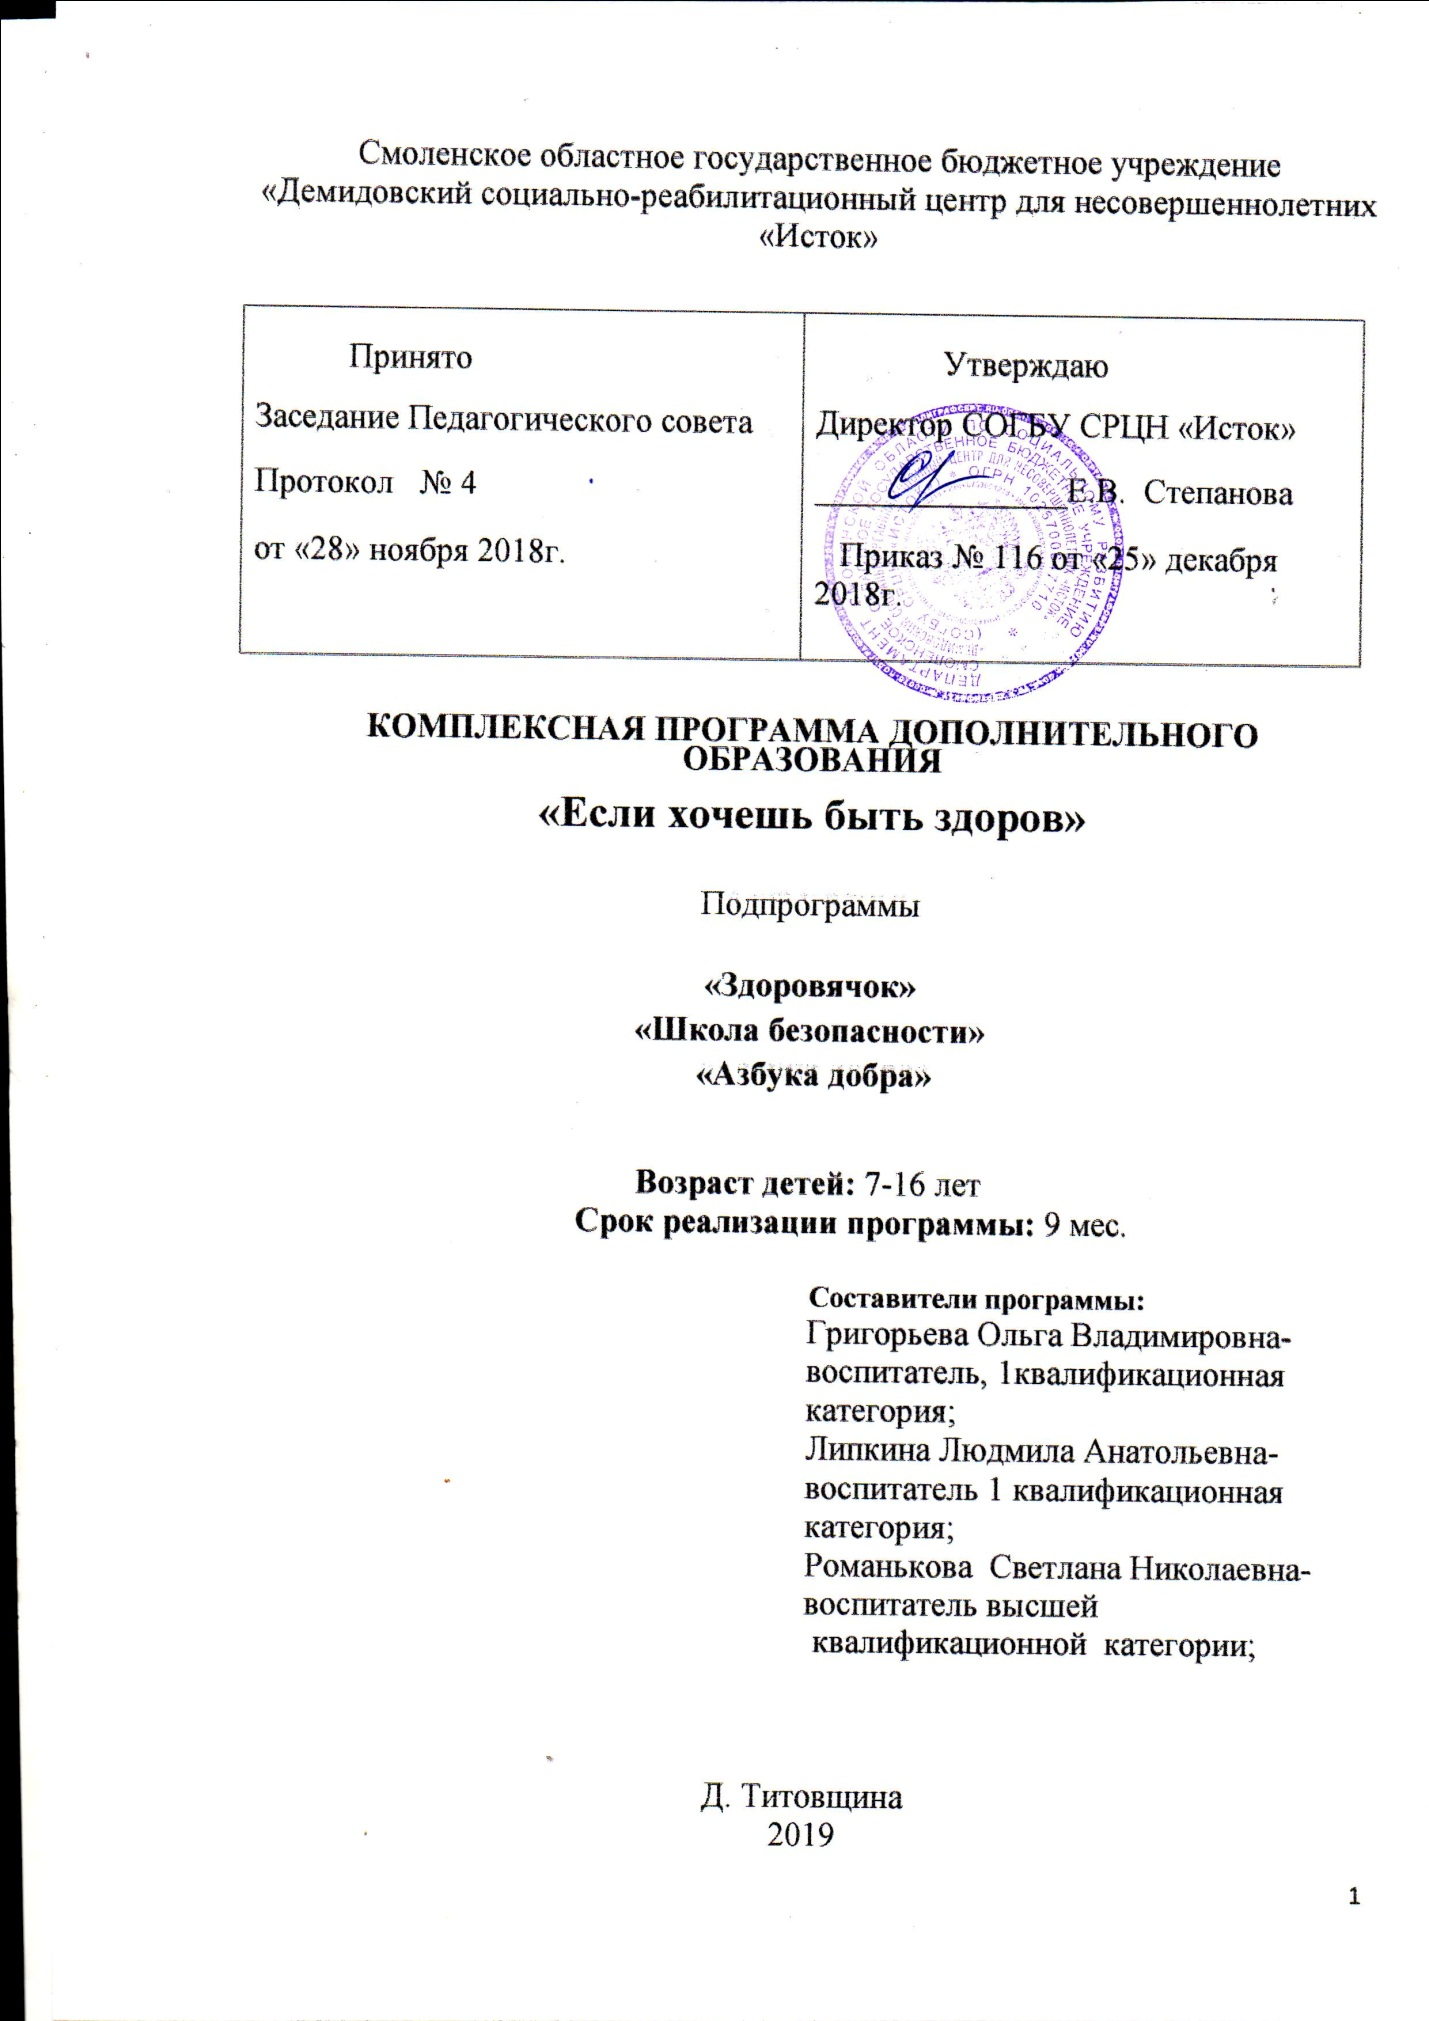 Смоленское областное государственное бюджетное учреждение
«Демидовский социально-реабилитационный центр для несовершеннолетних
«Исток»
Принято
Заседание Педагогического совета
Протокол № 4
от «28» ноября 2018г.
Утверждаю
Директор СОГБУ СРЦН «Исток»
Е.В. Степанова
Приказ № 116 от «25» декабря
2018г.
КОМПЛЕКСНАЯ ПРОГРАММА ДОПОЛНИТЕЛЬНОГО
ОБРАЗОВАНИЯ
«Если хочешь быть здоров»
Подпрограммы
«Здоровячок»
«Школа безопасности»
«Азбука добра»
Возраст детей: 7-16 лет
Срок реализации программы: 9 мес.
Составители программы:
Григорьева Ольга Владимировна-
воспитатель, 1квалификационная
категория;
Липкина Людмила Анатольевна-
воспитатель 1 квалификационная
категория;
Романькова Светлана Николаевна-
воспитатель высшей
квалификационной категории;
Д. Титовщина
2019
1